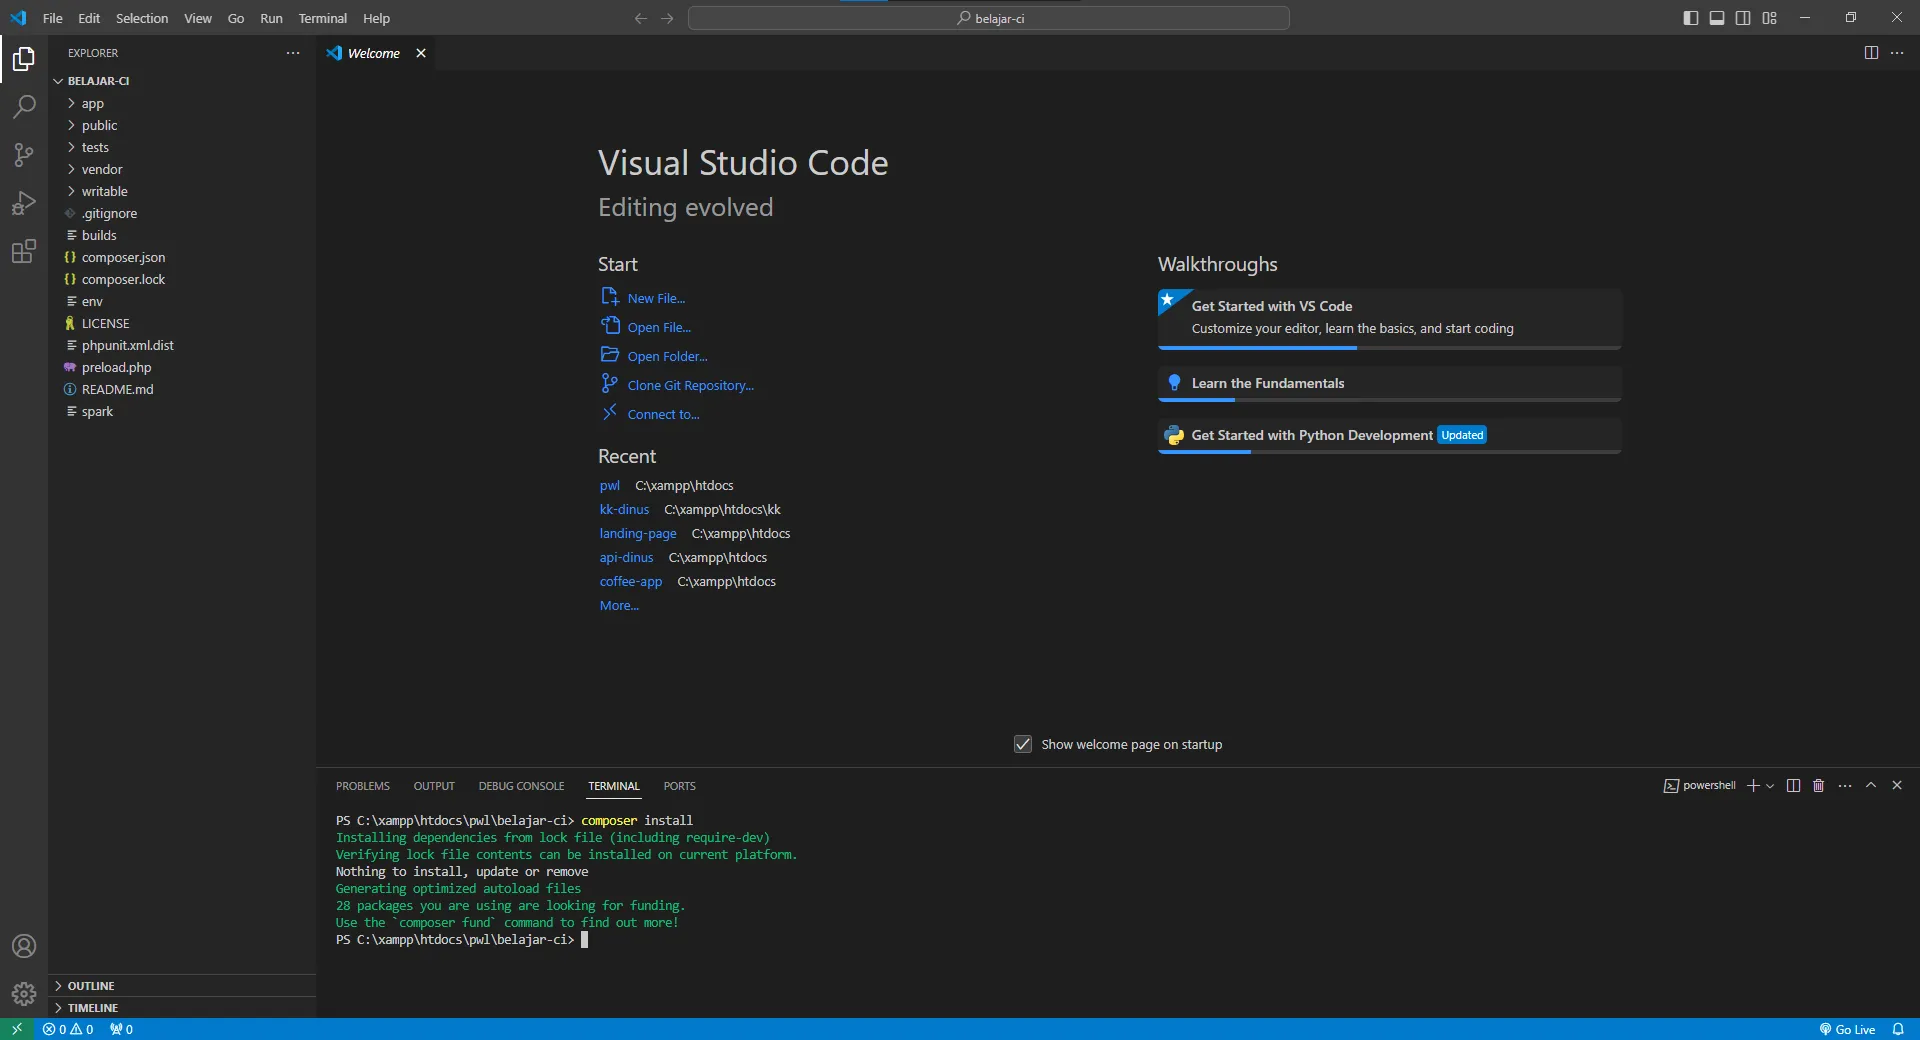 File Edit Selection View Go Run Terminal Help
belajar-ci
EXPLORER
Welcome
BELAJAR-CI
app
public
tests
vendor
writable
.gitignore
builds
composer.json
composer.lock
env
LICENSE
phpunit.xml.dist
preload.php
README.md
spark
OUTLINE
TIMELINE
Visual Studio Code
Editing evolved
Start
New File...
Open File...
Open Folder...
Clone Git Repository...
Connect to...
Recent
pwl C:\xampp\htdocs
kk-dinus C:\xampp\htdocs\kk
landing-page C:\xampp\htdocs
api-dinus C:\xampp\htdocs
coffee-app C:\xampp\htdocs
More...
Walkthroughs
Get Started with VS Code
Customize your editor, learn the basics, and start coding
Learn the Fundamentals
Get Started with Python Development Updated
Show welcome page on startup
PROBLEMS OUTPUT DEBUG CONSOLE TERMINAL PORTS
powershell
PS C:\xampp\htdocs\pwl\belajar-ci> composer install
Installing dependencies from lock file (including require-dev)
Verifying lock file contents can be installed on current platform.
Nothing to install, update or remove
Generating optimized autoload files
28 packages you are using are looking for funding.
Use the `composer fund` command to find out more!
PS C:\xampp\htdocs\pwl\belajar-ci>
0 0 0
Go Live